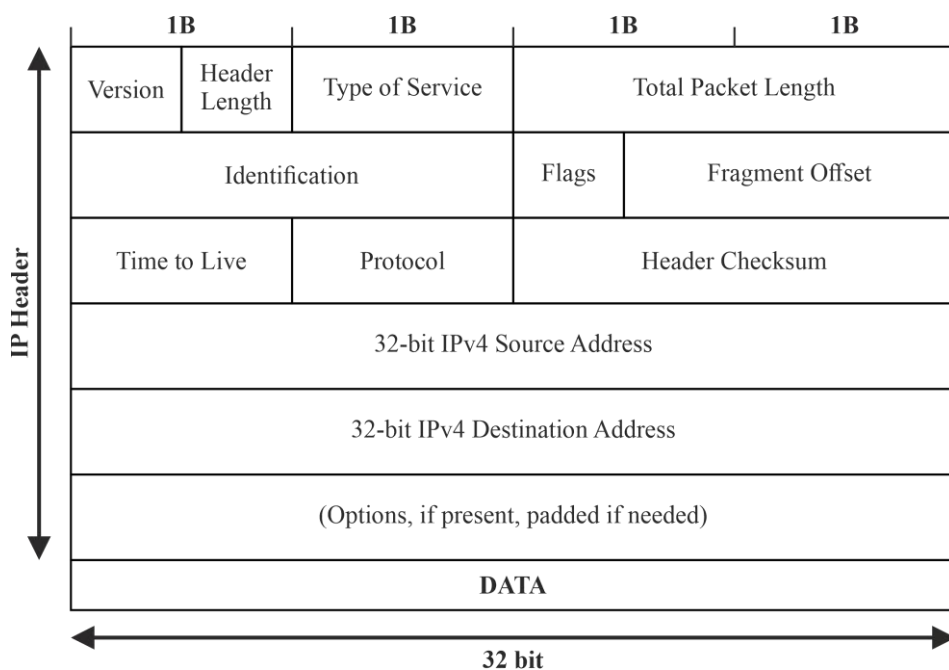 1B 1B 1B 1B
Version
Header
Length
Type of Service
Total Packet Length
Identification
Flags
Fragment Offset
Time to Live
Protocol
Header Checksum
IP Header
32-bit IPv4 Source Address
32-bit IPv4 Destination Address
(Options, if present, padded if needed)
DATA
32 bit